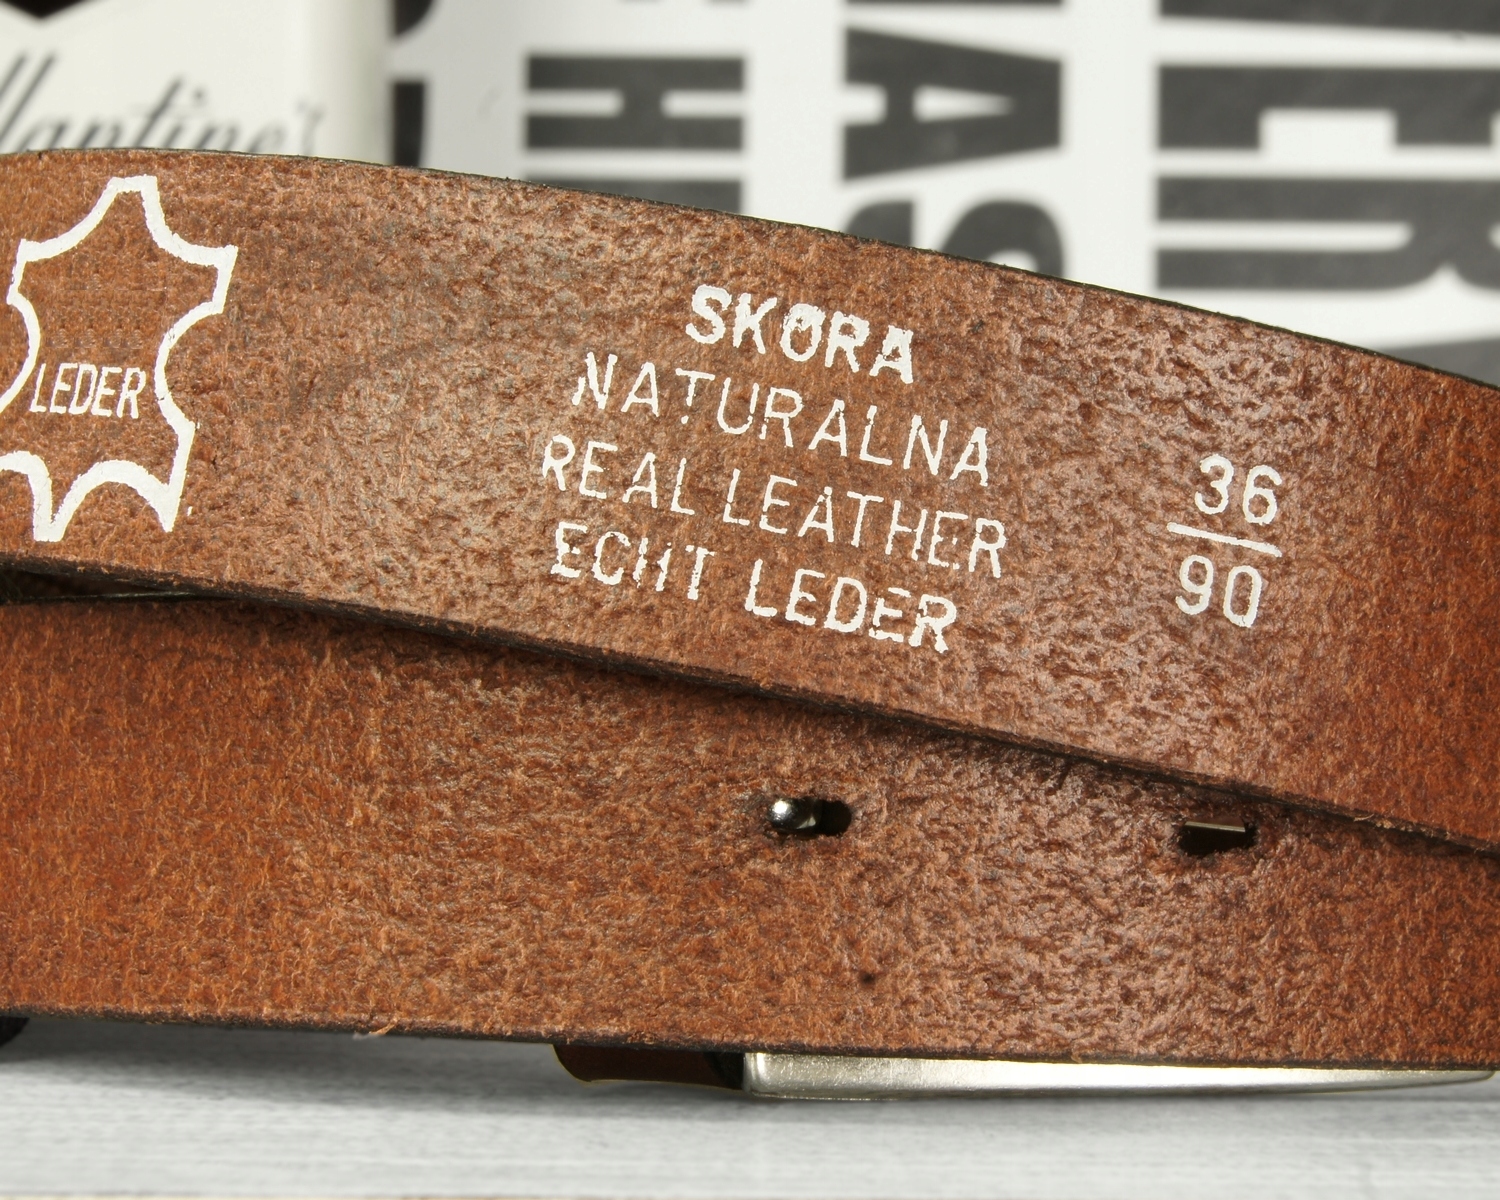 LEDER
SKÓRA
NATURALNA
REAL LEATHER
ECHT LEDER
36
90